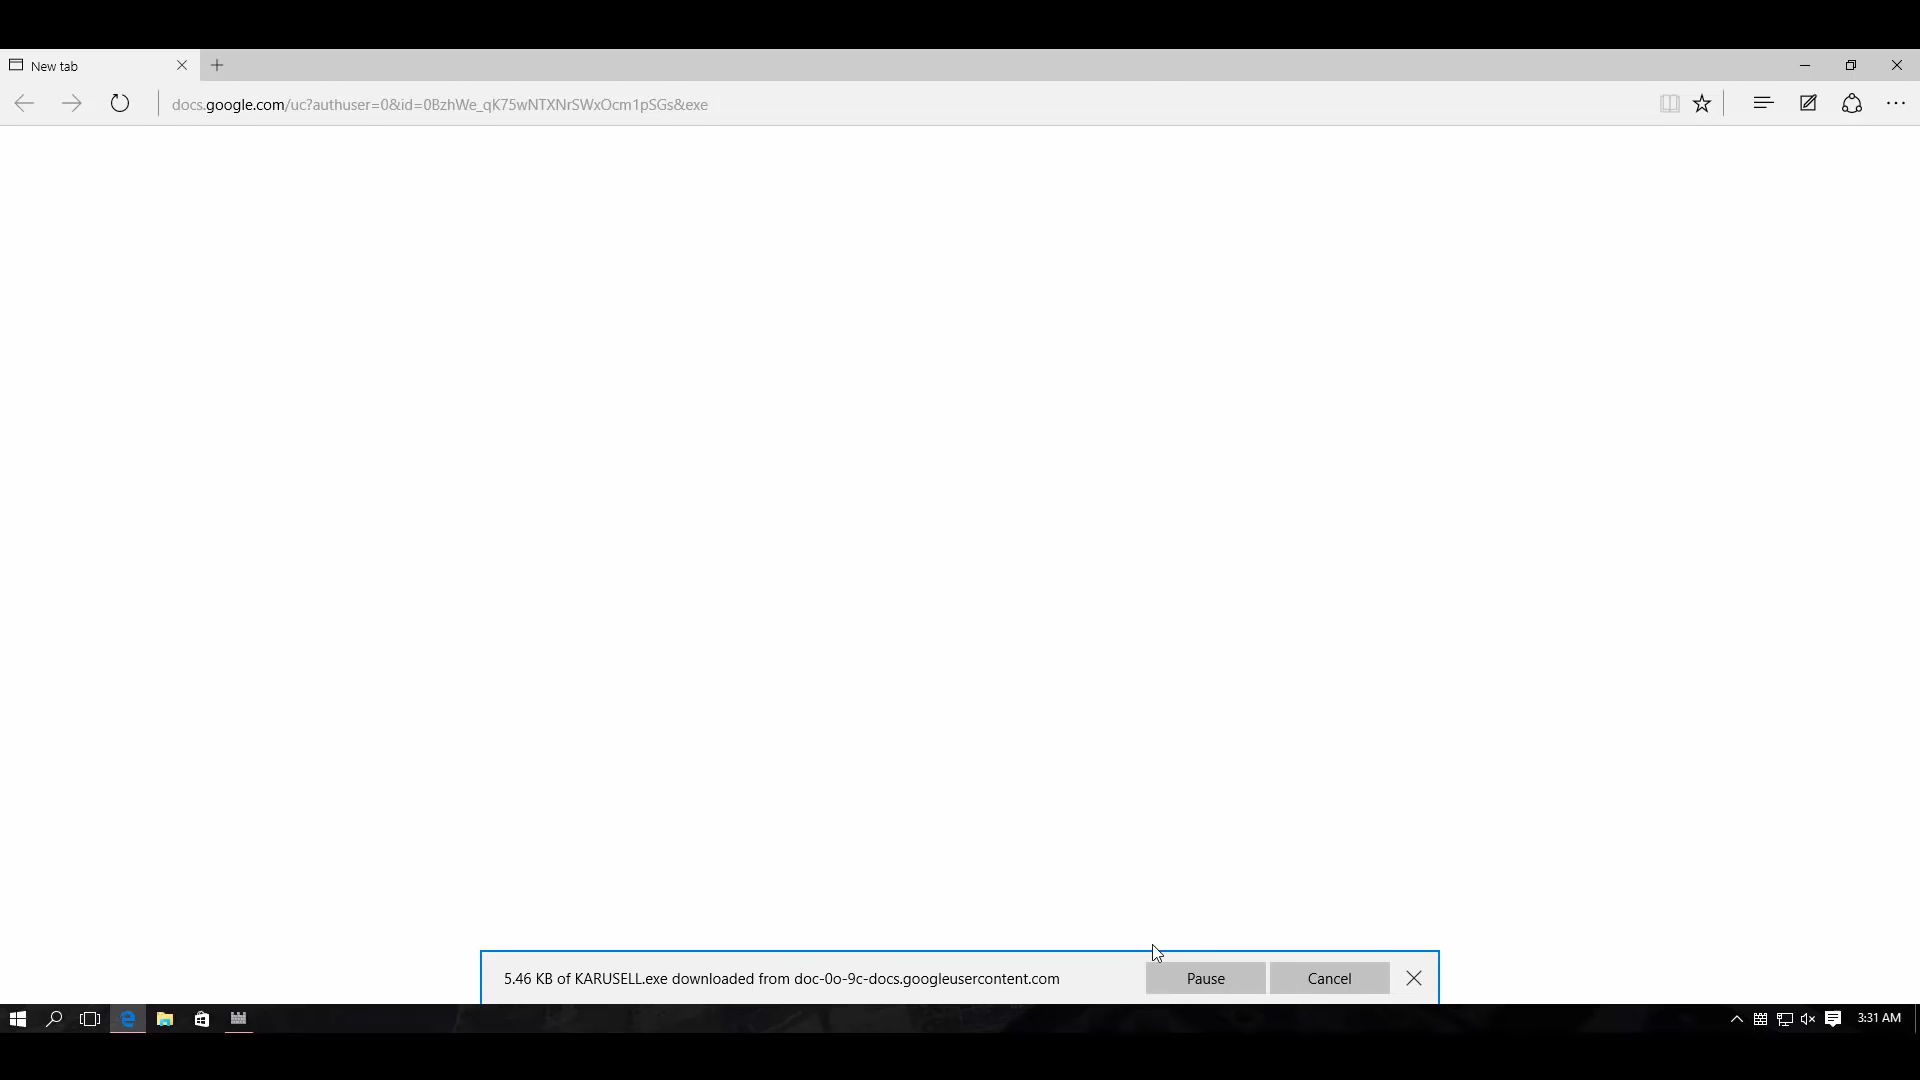 New tab
docs.google.com/uc?authuser=0&id=0BzhWe_qK75wNTXNrSWxOcm1pSGs&exe
5.46 KB of KARUSELL.exe downloaded from doc-0o-9c-docs.googleusercontent.com
Pause
Cancel
3:31 AM